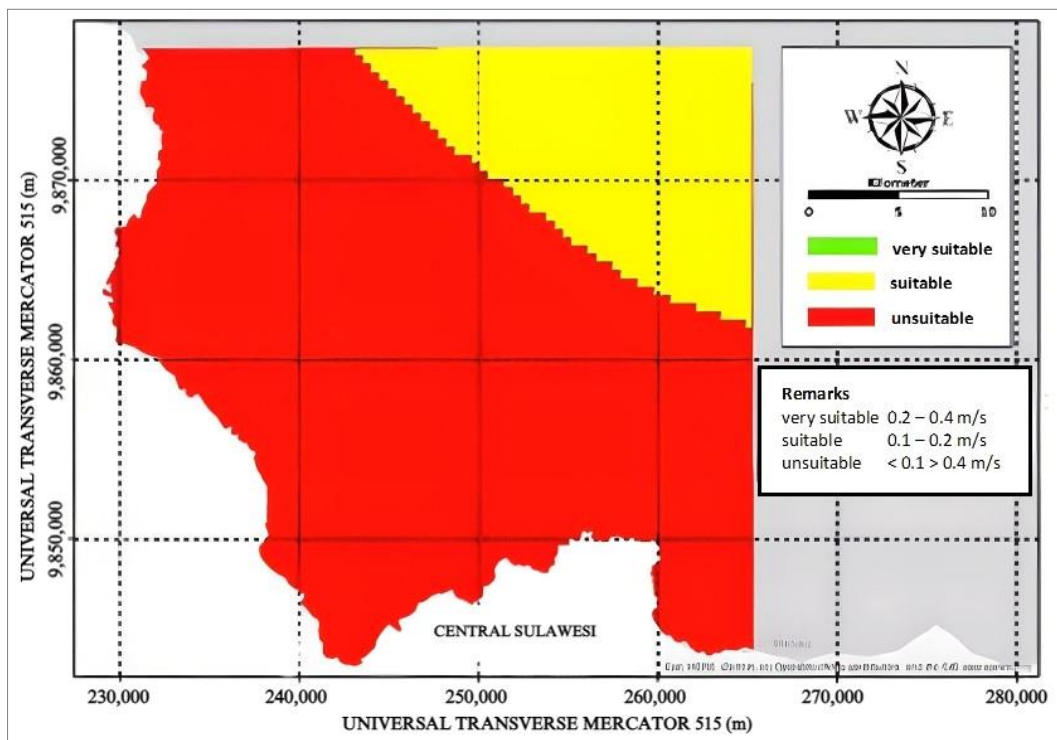 N
W E
S
Kilometer
0 5 10
very suitable
suitable
unsuitable
Remarks
very suitable 0.2 – 0.4 m/s
suitable 0.1 – 0.2 m/s
unsuitable < 0.1 > 0.4 m/s
9,870,000
9,860,000
9,850,000
UNIVERSAL TRANSVERSE MERCATOR 515 (m)
CENTRAL SULAWESI
230,000 240,000 250,000 260,000 270,000 280,000
UNIVERSAL TRANSVERSE MERCATOR 515 (m)